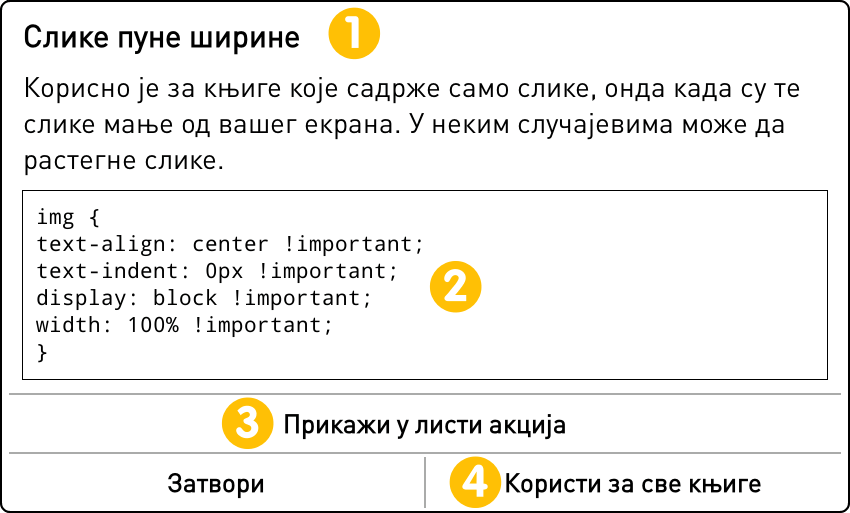 Слике пуне ширине 1
Корисно је за књиге које садрже само слике, онда када су те
слике мање од вашег екрана. У неким случајевима може да
растегне слике.
img {
text-align: center !important;
text-indent: 0px !important;
display: block !important;
width: 100% !important;
}
2
3 Прикажи у листи акција
Затвори
4 Користи за све књиге